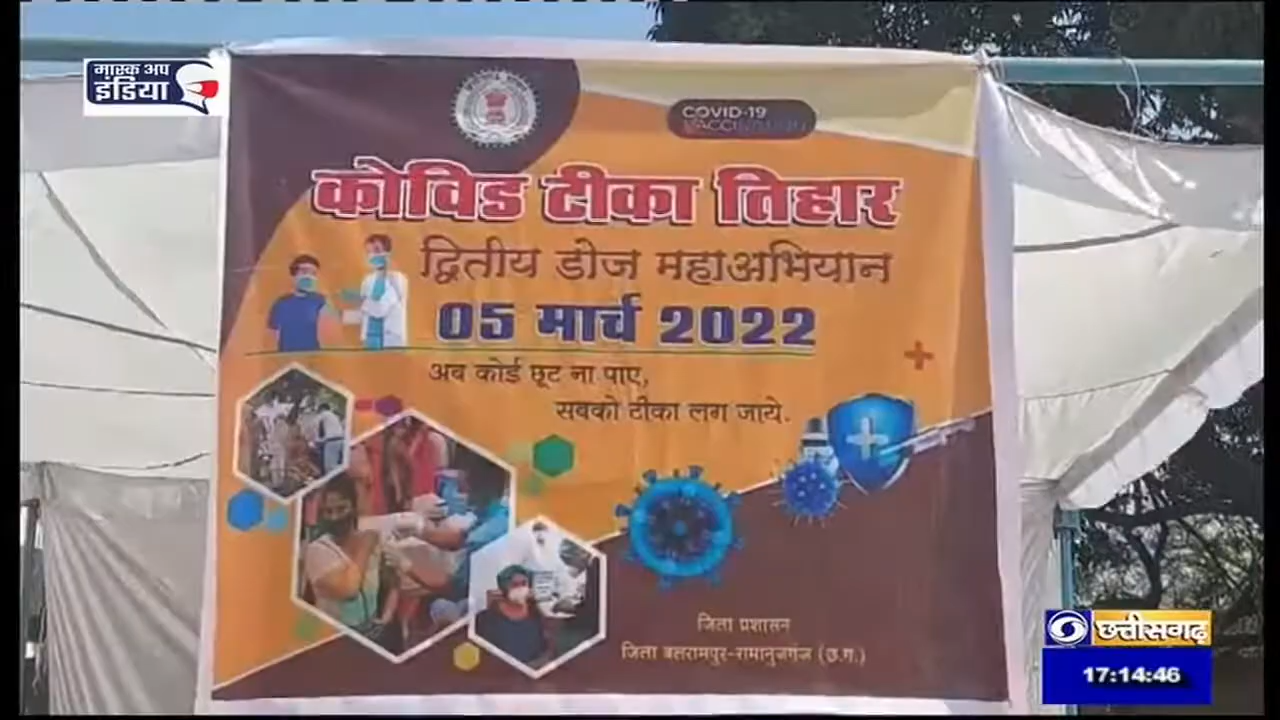 मास्क अप
इंडिया
COVID-19
VACCINATION
कोविड टीका तिहार
द्वितीय डोज महाअभियान
05 मार्च 2022
अब कोई छूट ना पाए,
सबको टीका लग जाये.
जिला प्रशासन
जिला बलरामपुर-रामानुजगंज (छ.ग.)
छत्तीसगढ़
17:14:46